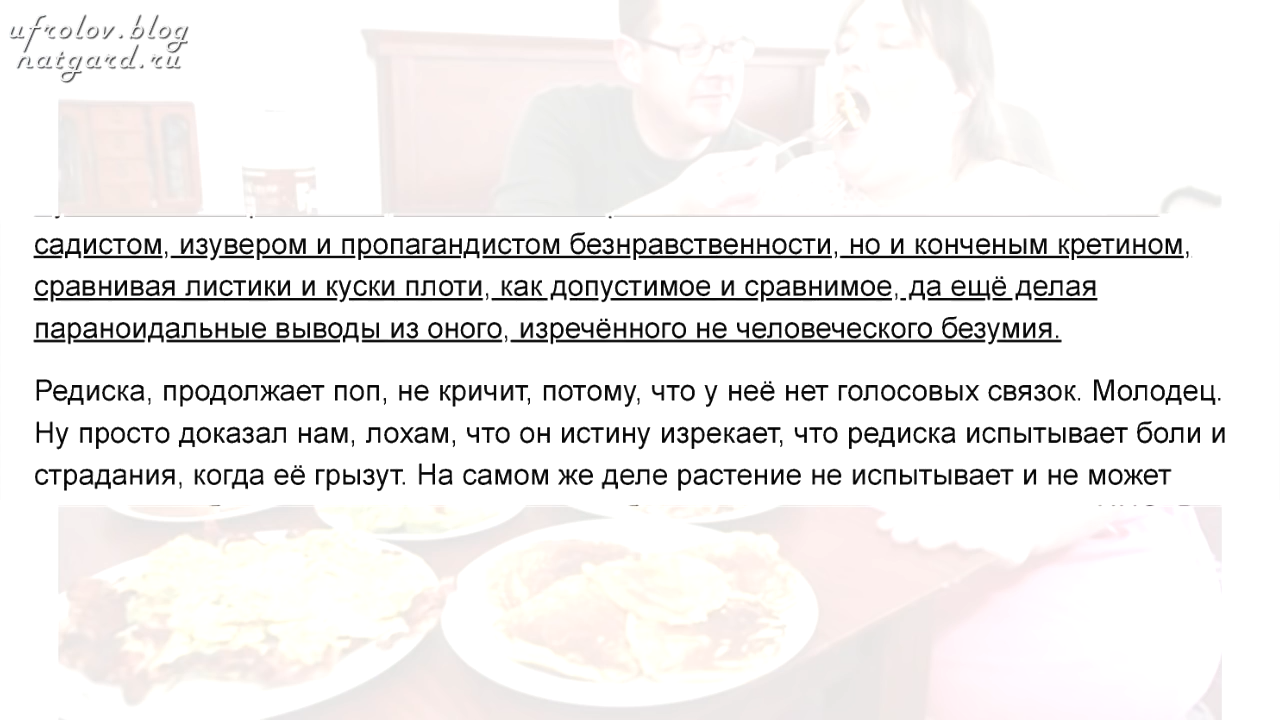 ufrolov.blog
natgard.ru
садистом, изувером и пропагандистом безнравственности, но и конченым кретином,
сравнивая листики и куски плоти, как допустимое и сравнимое, да ещё делая
параноидальные выводы из оного, изречённого не человеческого безумия.
Редиска, продолжает поп, не кричит, потому, что у неё нет голосовых связок. Молодец.
Ну просто доказал нам, лохам, что он истину изрекает, что редиска испытывает боли и
страдания, когда её грызут. На самом же деле растение не испытывает и не может